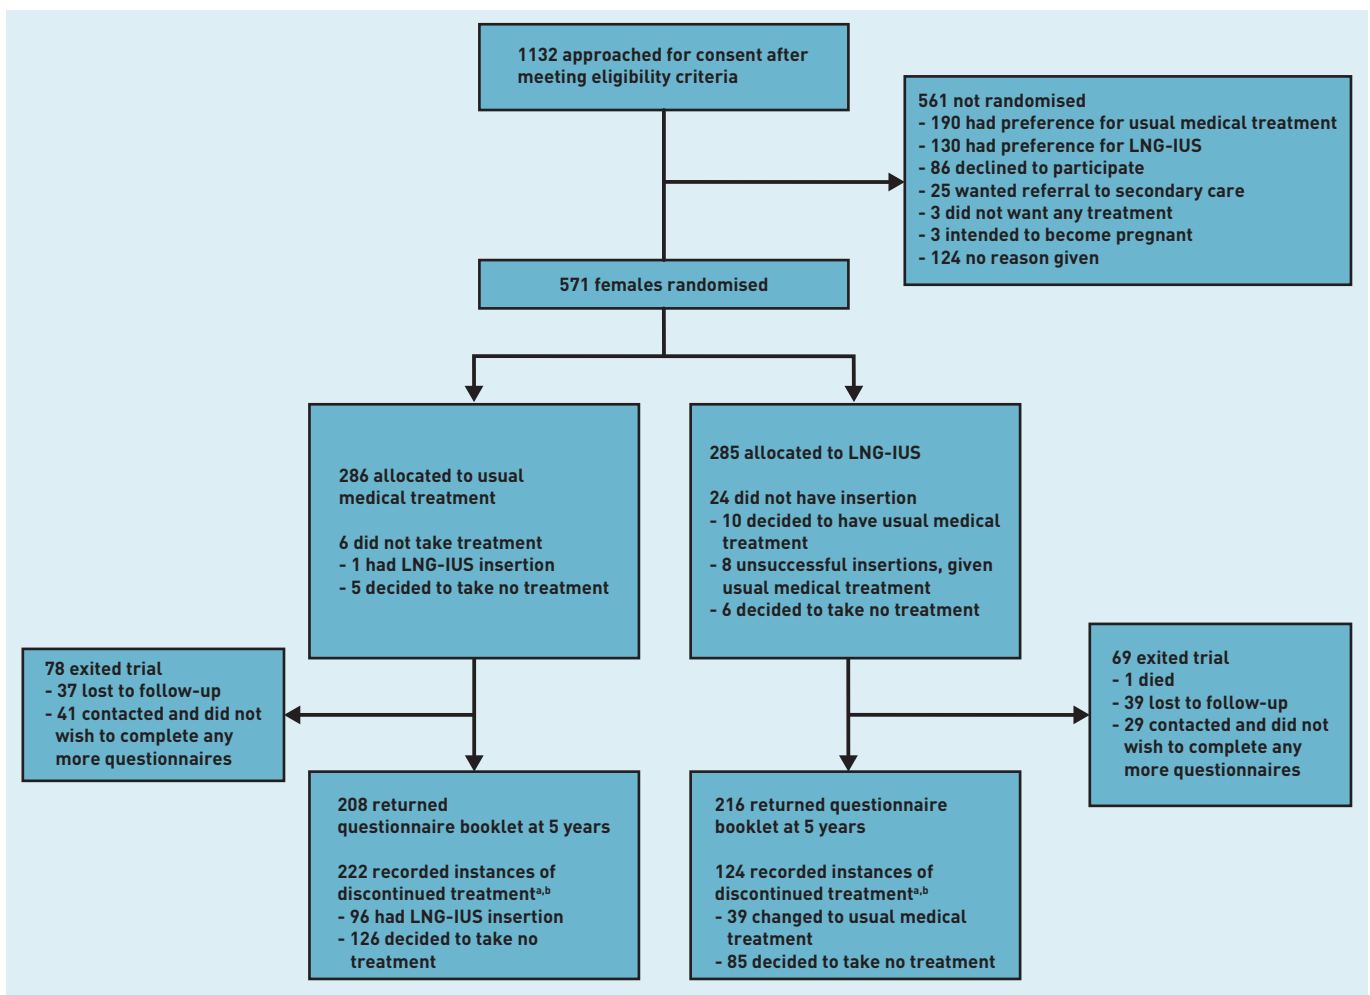 1132 approached for consent after
meeting eligibility criteria
561 not randomised
- 190 had preference for usual medical treatment
- 130 had preference for LNG-IUS
- 86 declined to participate
- 25 wanted referral to secondary care
- 3 did not want any treatment
- 3 intended to become pregnant
- 124 no reason given
571 females randomised
286 allocated to usual
medical treatment
6 did not take treatment
- 1 had LNG-IUS insertion
- 5 decided to take no treatment
285 allocated to LNG-IUS
24 did not have insertion
- 10 decided to have usual medical
treatment
- 8 unsuccessful insertions, given
usual medical treatment
- 6 decided to take no treatment
78 exited trial
- 37 lost to follow-up
- 41 contacted and did not
wish to complete any
more questionnaires
69 exited trial
- 1 died
- 39 lost to follow-up
- 29 contacted and did not
wish to complete any
more questionnaires
208 returned
questionnaire booklet at 5 years
222 recorded instances of
discontinued treatmentᵃ,ᵇ
- 96 had LNG-IUS insertion
- 126 decided to take no
treatment
216 returned questionnaire
booklet at 5 years
124 recorded instances of
discontinued treatmentᵃ,ᵇ
- 39 changed to usual medical
treatment
- 85 decided to take no treatment